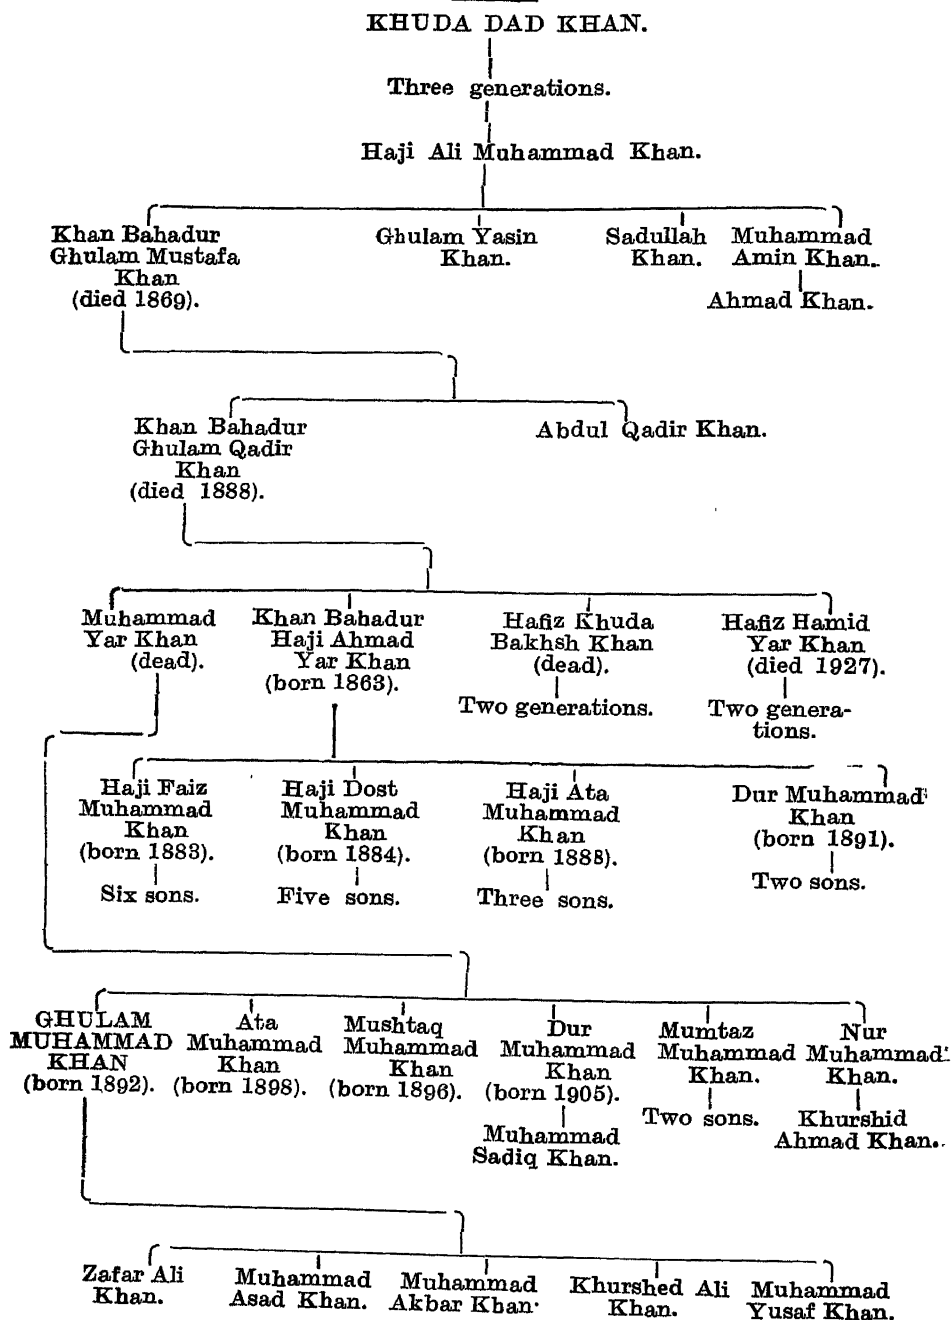 KHUDA DAD KHAN.
Three generations.
Haji Ali Muhammad Khan.
Khan Bahadur
Ghulam Mustafa
Khan
(died 1869).
Ghulam Yasin
Khan.
Sadullah
Khan.
Muhammad
Amin Khan.
Ahmad Khan.
Khan Bahadur
Ghulam Qadir
Khan
(died 1888).
Abdul Qadir Khan.
Muhammad
Yar Khan
(dead).
Khan Bahadur
Haji Ahmad
Yar Khan
(born 1863).
Hafiz Khuda
Bakhsh Khan
(dead).
Two generations.
Hafiz Hamid
Yar Khan
(died 1927).
Two genera-
tions.
Haji Faiz
Muhammad
Khan
(born 1883).
Six sons.
Haji Dost
Muhammad
Khan
(born 1884).
Five sons.
Haji Ata
Muhammad
Khan
(born 1888).
Three sons.
Dur Muhammad
Khan
(born 1891).
Two sons.
GHULAM
MUHAMMAD
KHAN
(born 1892).
Ata
Muhammad
Khan
(born 1898).
Mushtaq
Muhammad
Khan
(born 1896).
Dur
Muhammad
Khan
(born 1905).
Muhammad
Sadiq Khan.
Mumtaz
Muhammad
Khan.
Two sons.
Nur
Muhammad
Khan.
Khurshid
Ahmad Khan.
Zafar Ali
Khan.
Muhammad
Asad Khan.
Muhammad
Akbar Khan.
Khurshed Ali
Khan.
Muhammad
Yusaf Khan.